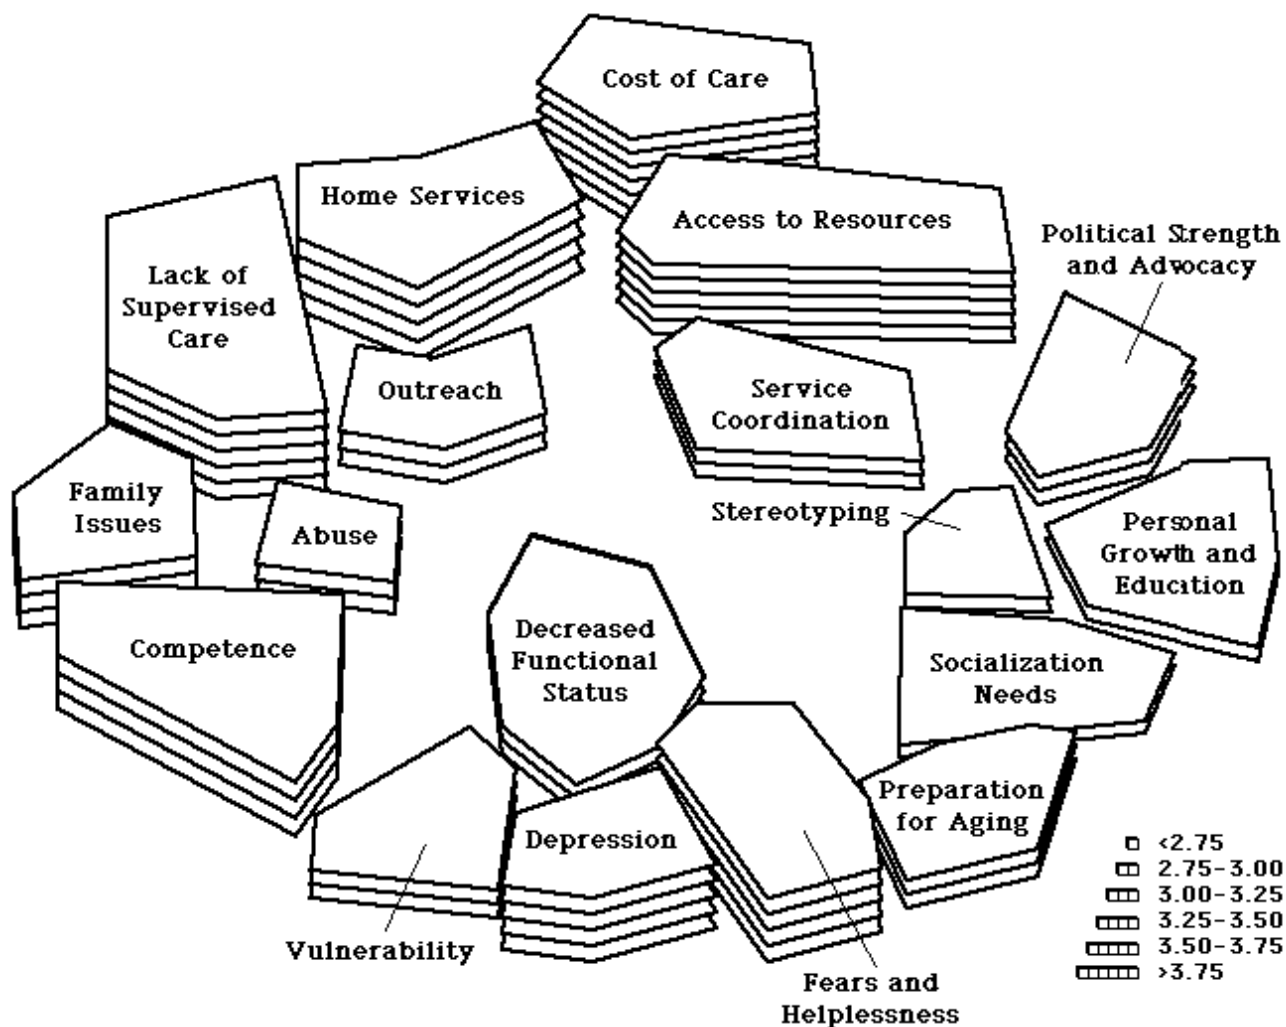 Cost of Care
Home Services
Access to Resources
Political Strength
and Advocacy
Lack of
Supervised
Care
Outreach
Service
Coordination
Family
Issues
Abuse
Stereotyping
Personal
Growth and
Education
Competence
Decreased
Functional
Status
Socialization
Needs
Preparation
for Aging
Depression
Vulnerability
Fears and
Helplessness
<2.75
2.75-3.00
3.00-3.25
3.25-3.50
3.50-3.75
>3.75